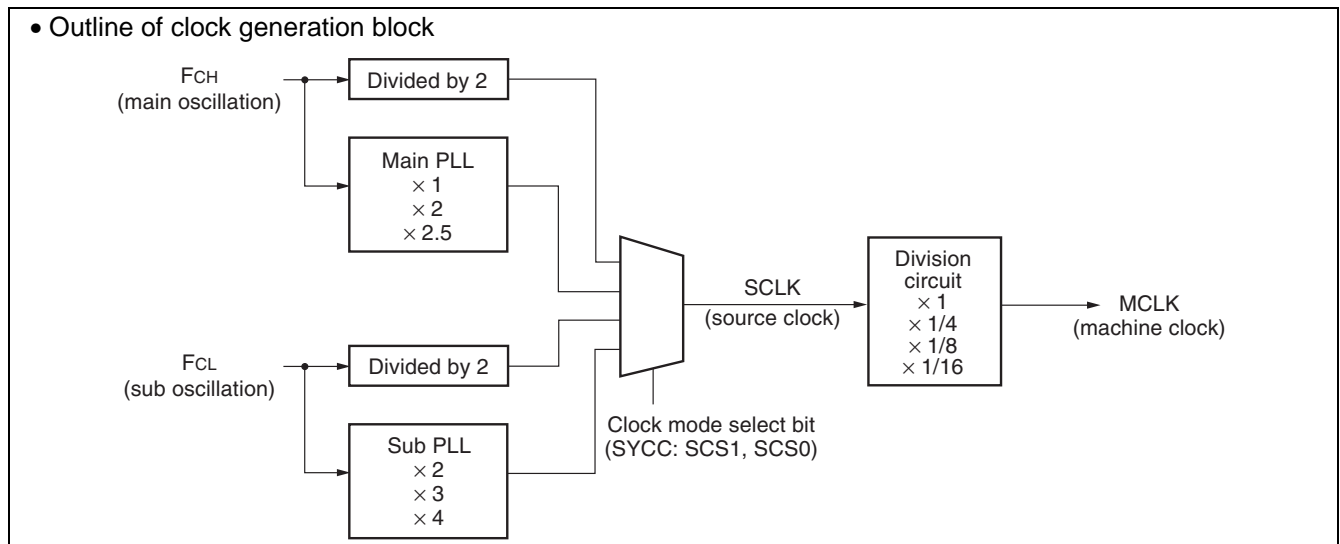 • Outline of clock generation block
FCH
(main oscillation)
Divided by 2
Main PLL
× 1
× 2
× 2.5
FCL
(sub oscillation)
Divided by 2
Sub PLL
× 2
× 3
× 4
Clock mode select bit
(SYCC: SCS1, SCS0)
SCLK
(source clock)
Division
circuit
× 1
× 1/4
× 1/8
× 1/16
MCLK
(machine clock)